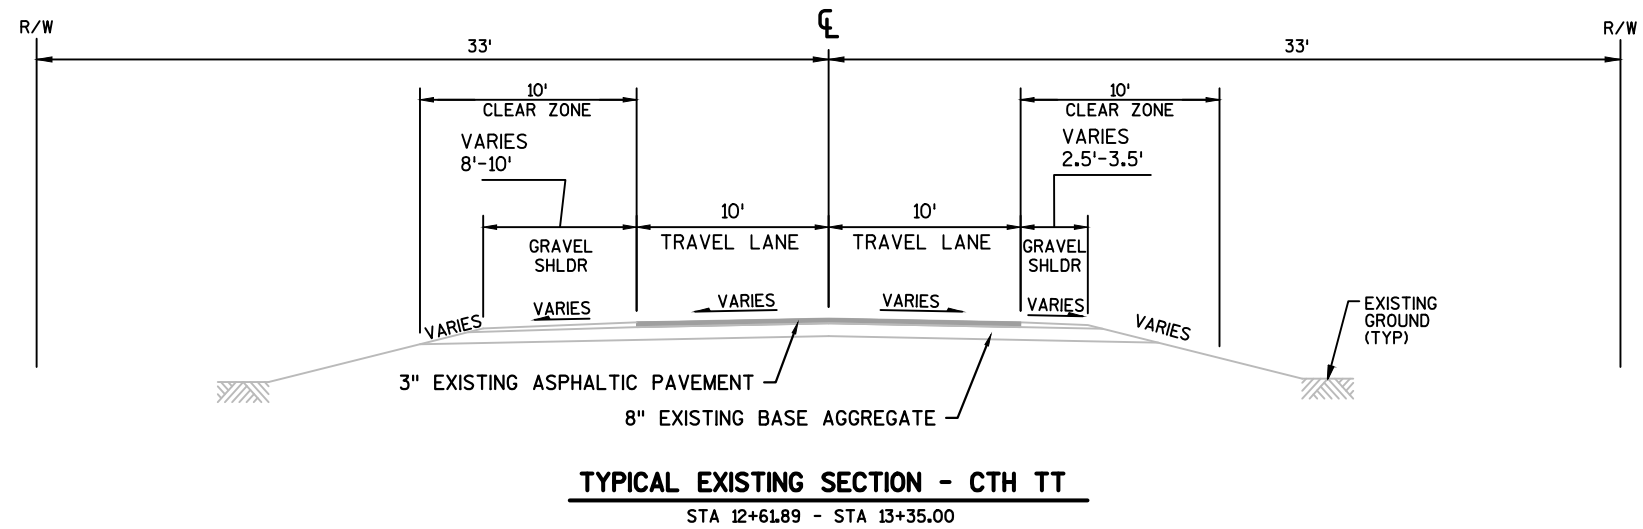 R/W
℄
R/W
33'
33'
10'
CLEAR ZONE
10'
CLEAR ZONE
VARIES
8'-10'
VARIES
2.5'-3.5'
10'
TRAVEL LANE
10'
TRAVEL LANE
GRAVEL
SHLDR
GRAVEL
SHLDR
VARIES
VARIES
VARIES
VARIES
VARIES
VARIES
EXISTING
GROUND
(TYP)
3" EXISTING ASPHALTIC PAVEMENT
8" EXISTING BASE AGGREGATE
TYPICAL EXISTING SECTION - CTH TT
STA 12+61.89 - STA 13+35.00